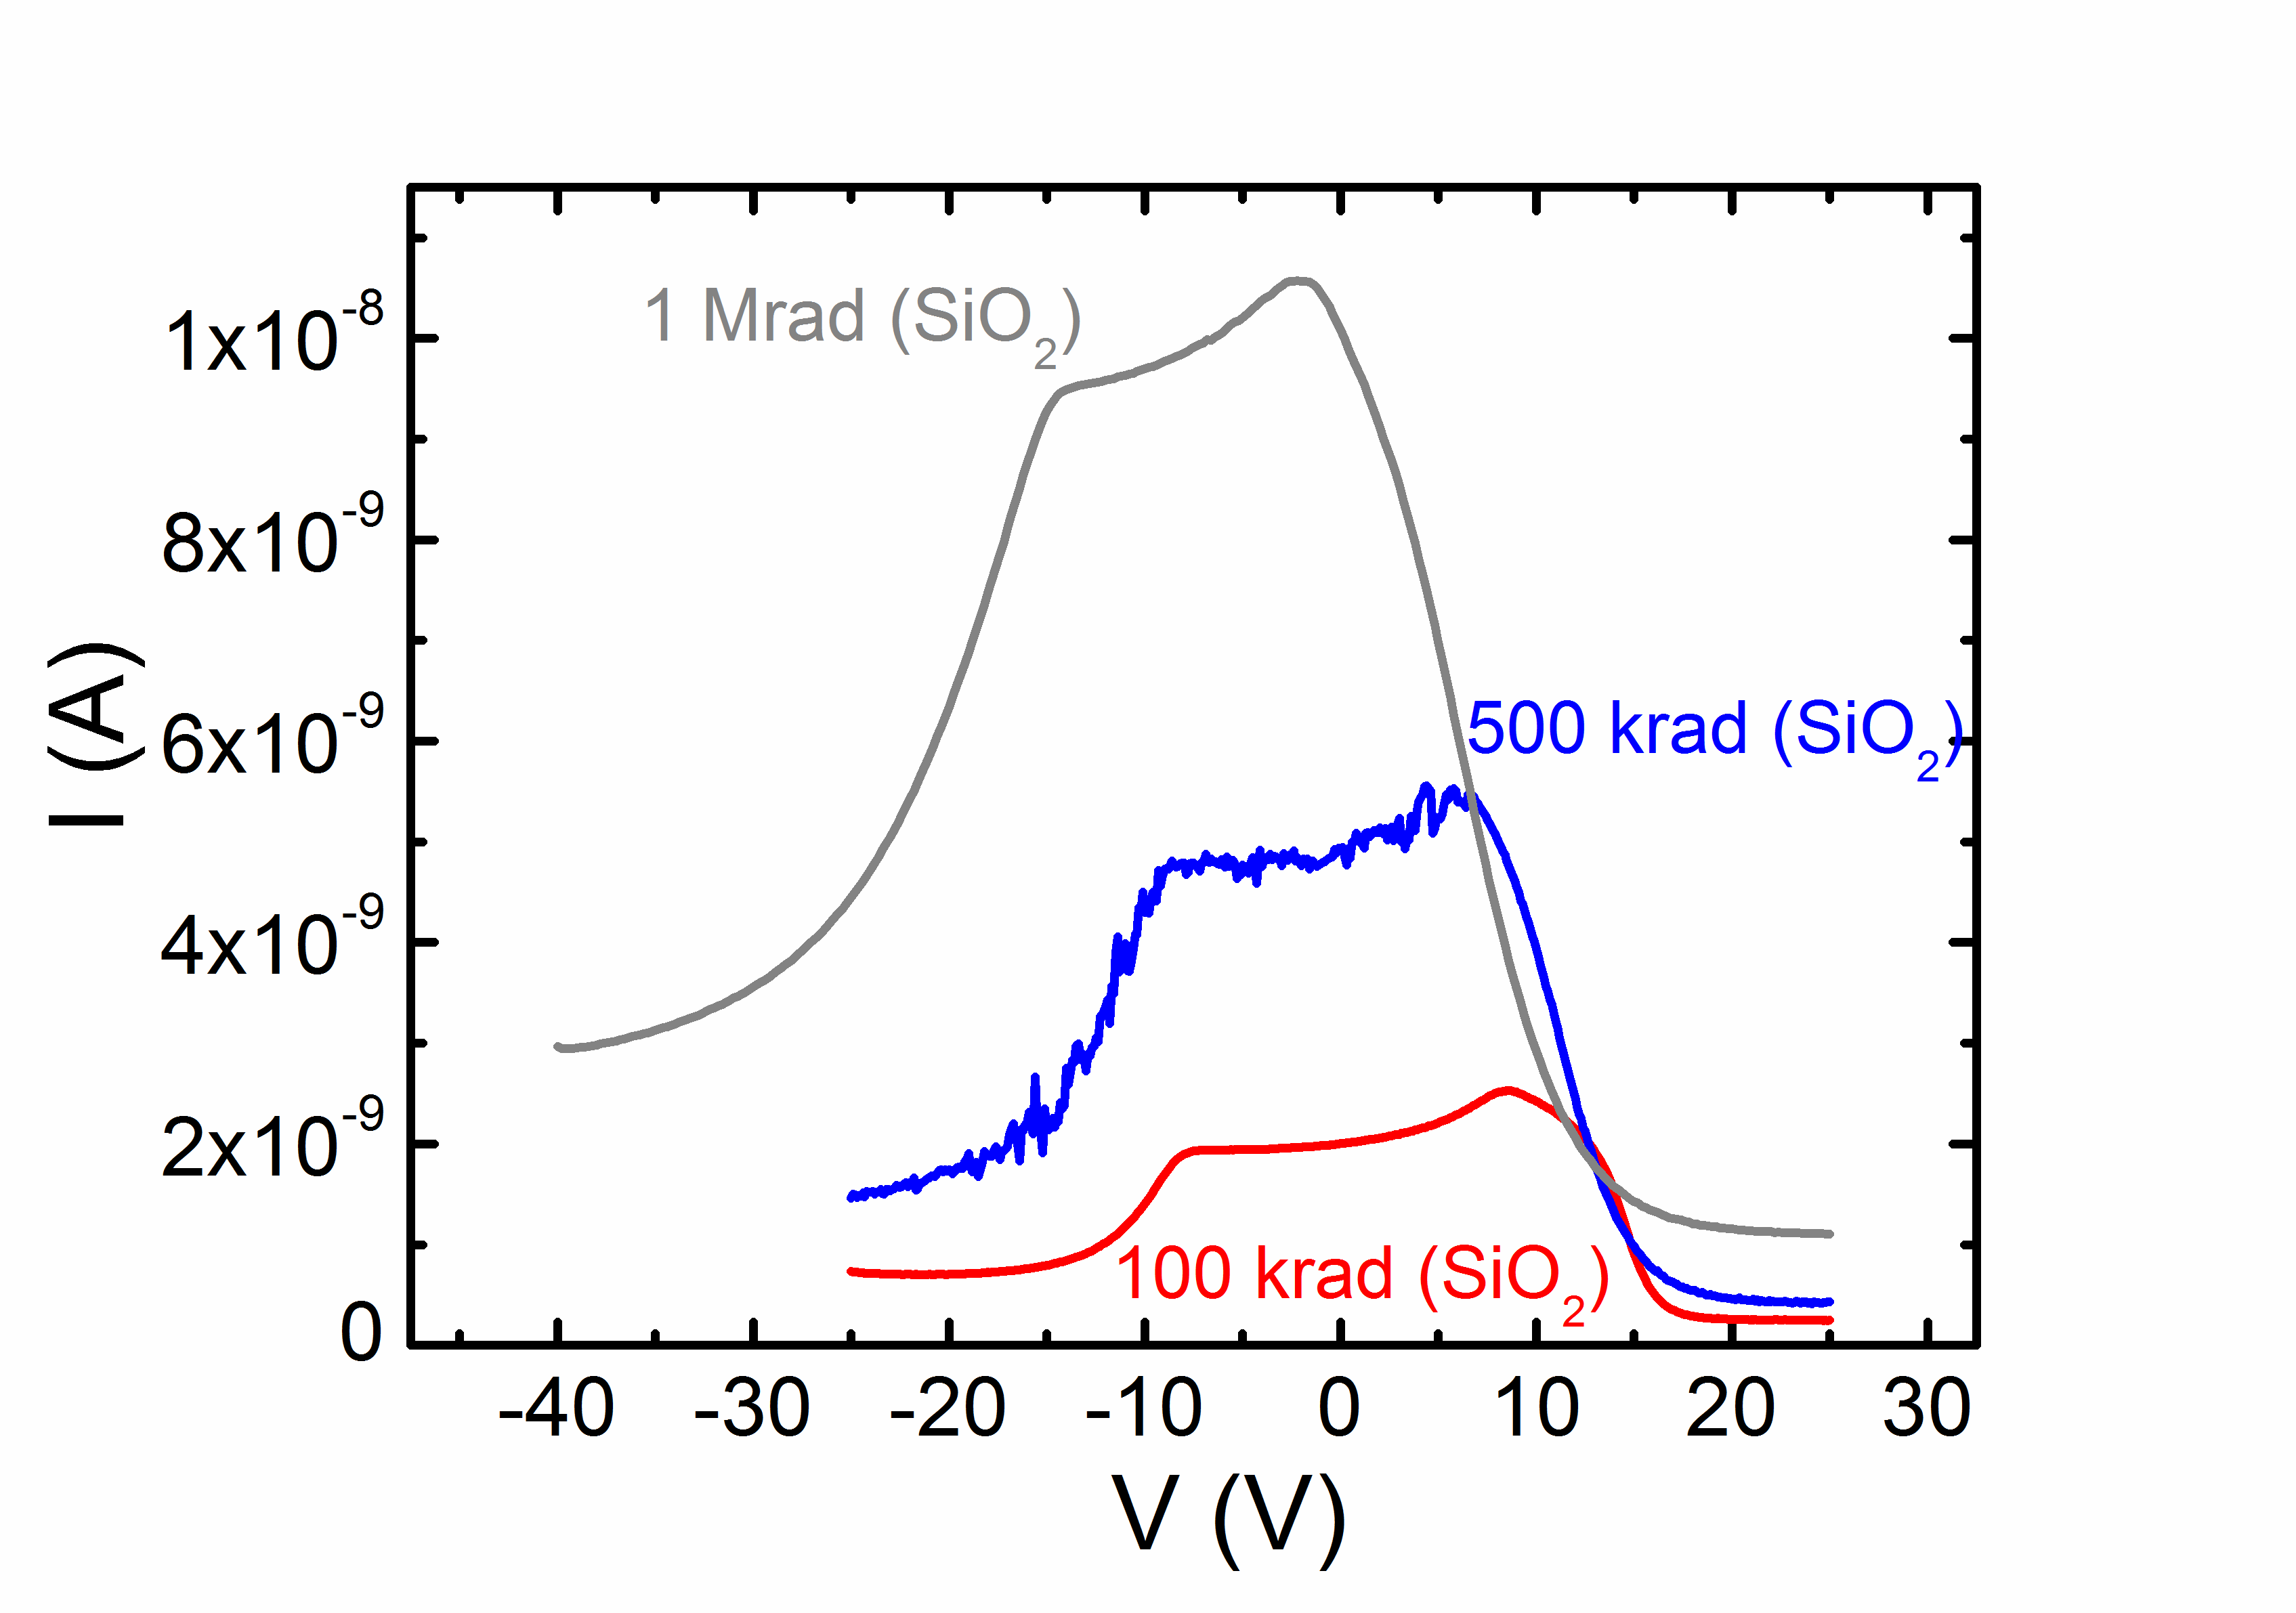 1 Mrad (SiO₂)
1x10⁻⁸
8x10⁻⁹
500 krad (SiO₂)
6x10⁻⁹
I (A)
4x10⁻⁹
2x10⁻⁹
100 krad (SiO₂)
0
-40 -30 -20 -10 0 10 20 30
V (V)